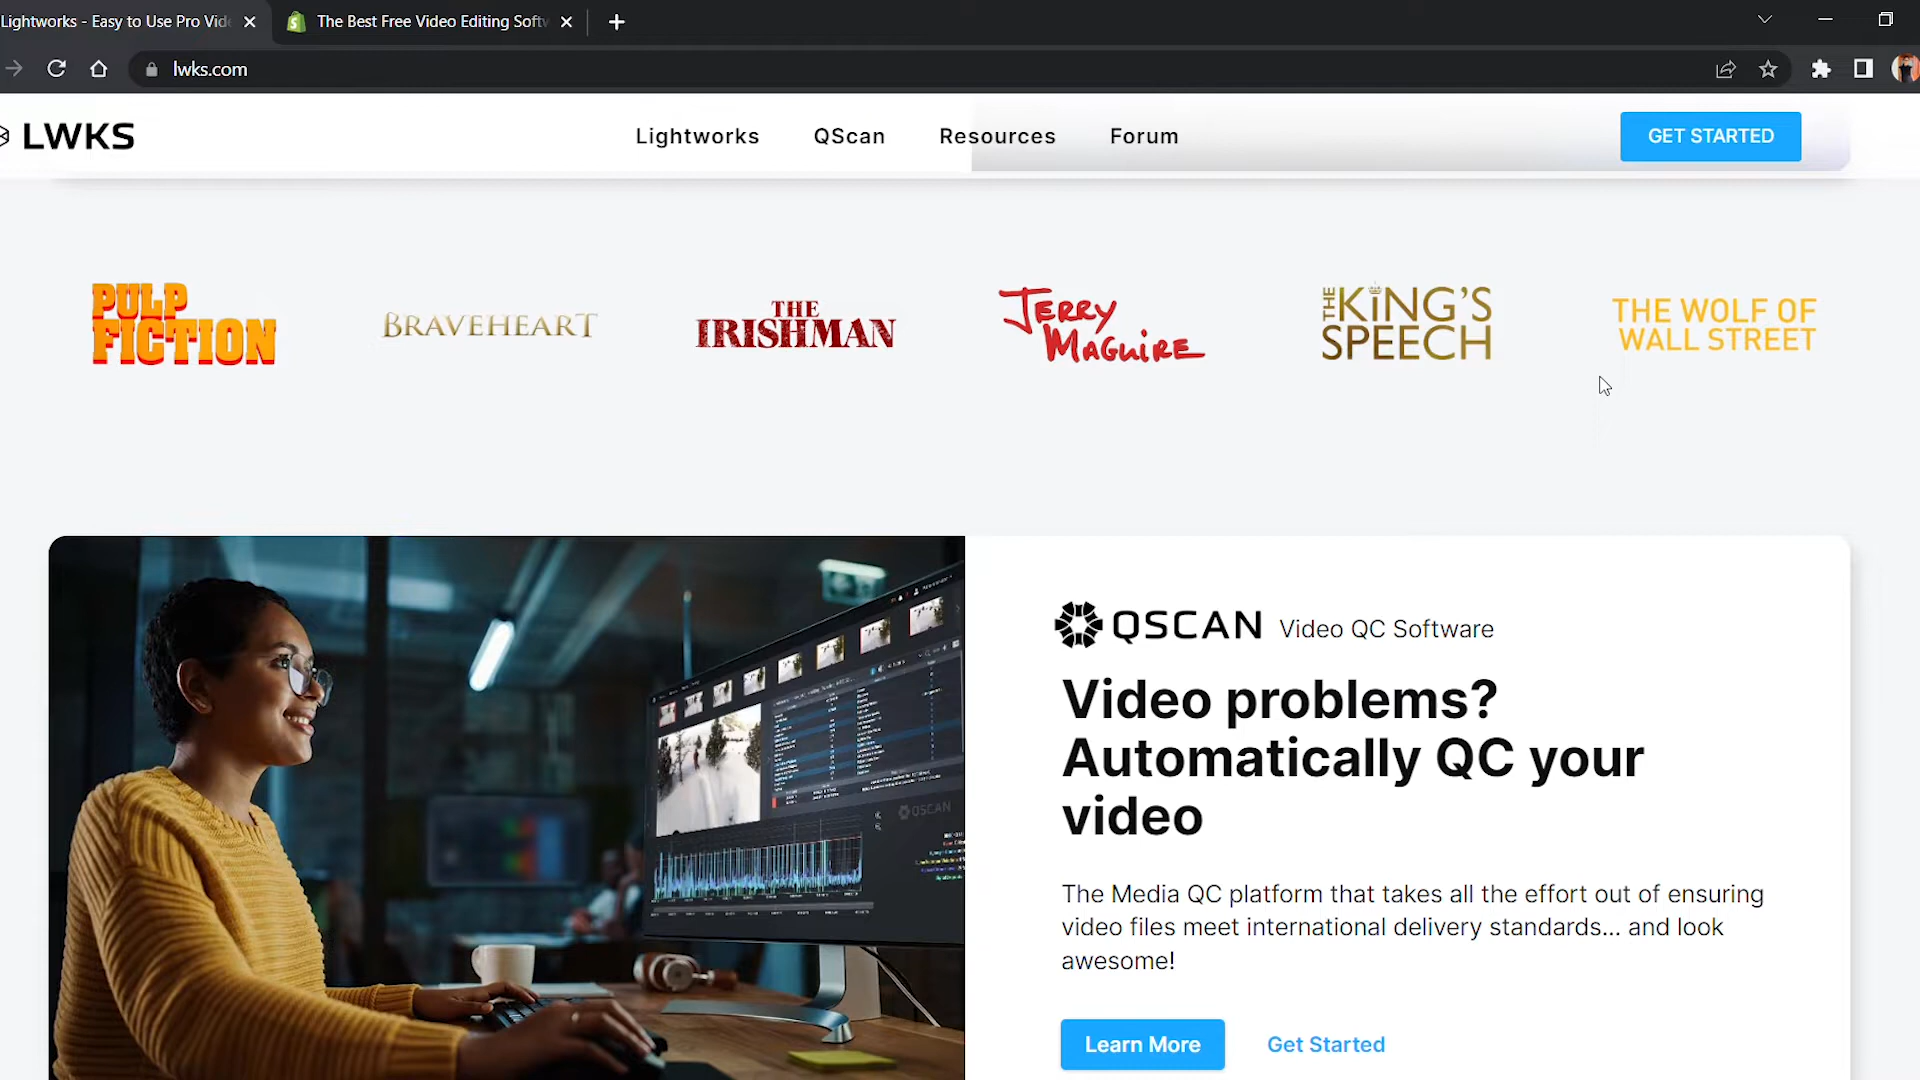 Lightworks - Easy to Use Pro Vid
The Best Free Video Editing Softw
lwks.com
LWKS
Lightworks
QScan
Resources
Forum
GET STARTED
PULP
FICTION
BRAVEHEART
THE
IRISHMAN
JERRY
MAGUIRE
THE KING'S
SPEECH
THE WOLF OF
WALL STREET
QSCAN Video QC Software
Video problems?
Automatically QC your
video
The Media QC platform that takes all the effort out of ensuring
video files meet international delivery standards... and look
awesome!
Learn More
Get Started
QSCAN